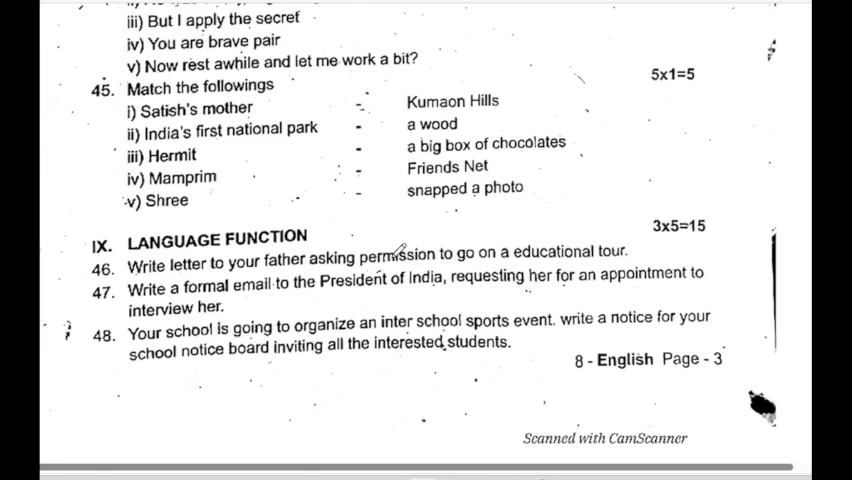 iii) But I apply the secret
iv) You are brave pair
v) Now rest awhile and let me work a bit?
45. Match the followings 5x1=5
i) Satish's mother - Kumaon Hills
ii) India's first national park - a wood
iii) Hermit - a big box of chocolates
iv) Mamprim - Friends Net
v) Shree - snapped a photo
IX. LANGUAGE FUNCTION 3x5=15
46. Write letter to your father asking permission to go on a educational tour.
47. Write a formal email to the President of India, requesting her for an appointment to
interview her.
48. Your school is going to organize an inter school sports event. write a notice for your
school notice board inviting all the interested students.
8 - English Page - 3
Scanned with CamScanner